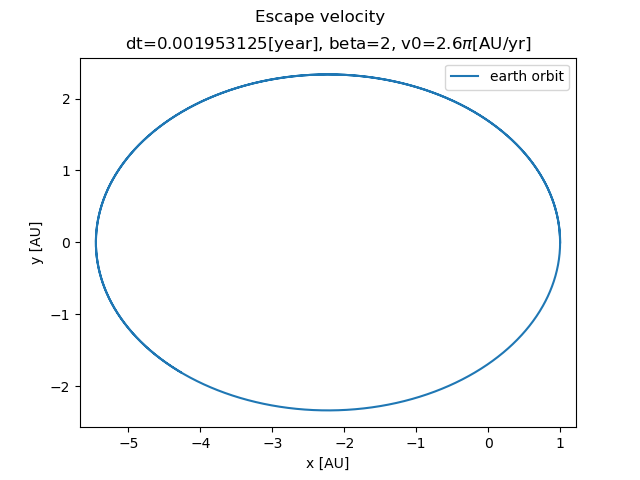 Escape velocity
dt=0.001953125[year], beta=2, v0=2.6π[AU/yr]
earth orbit
y [AU]
2
1
0
−1
−2
−5
−4
−3
−2
−1
0
1
x [AU]